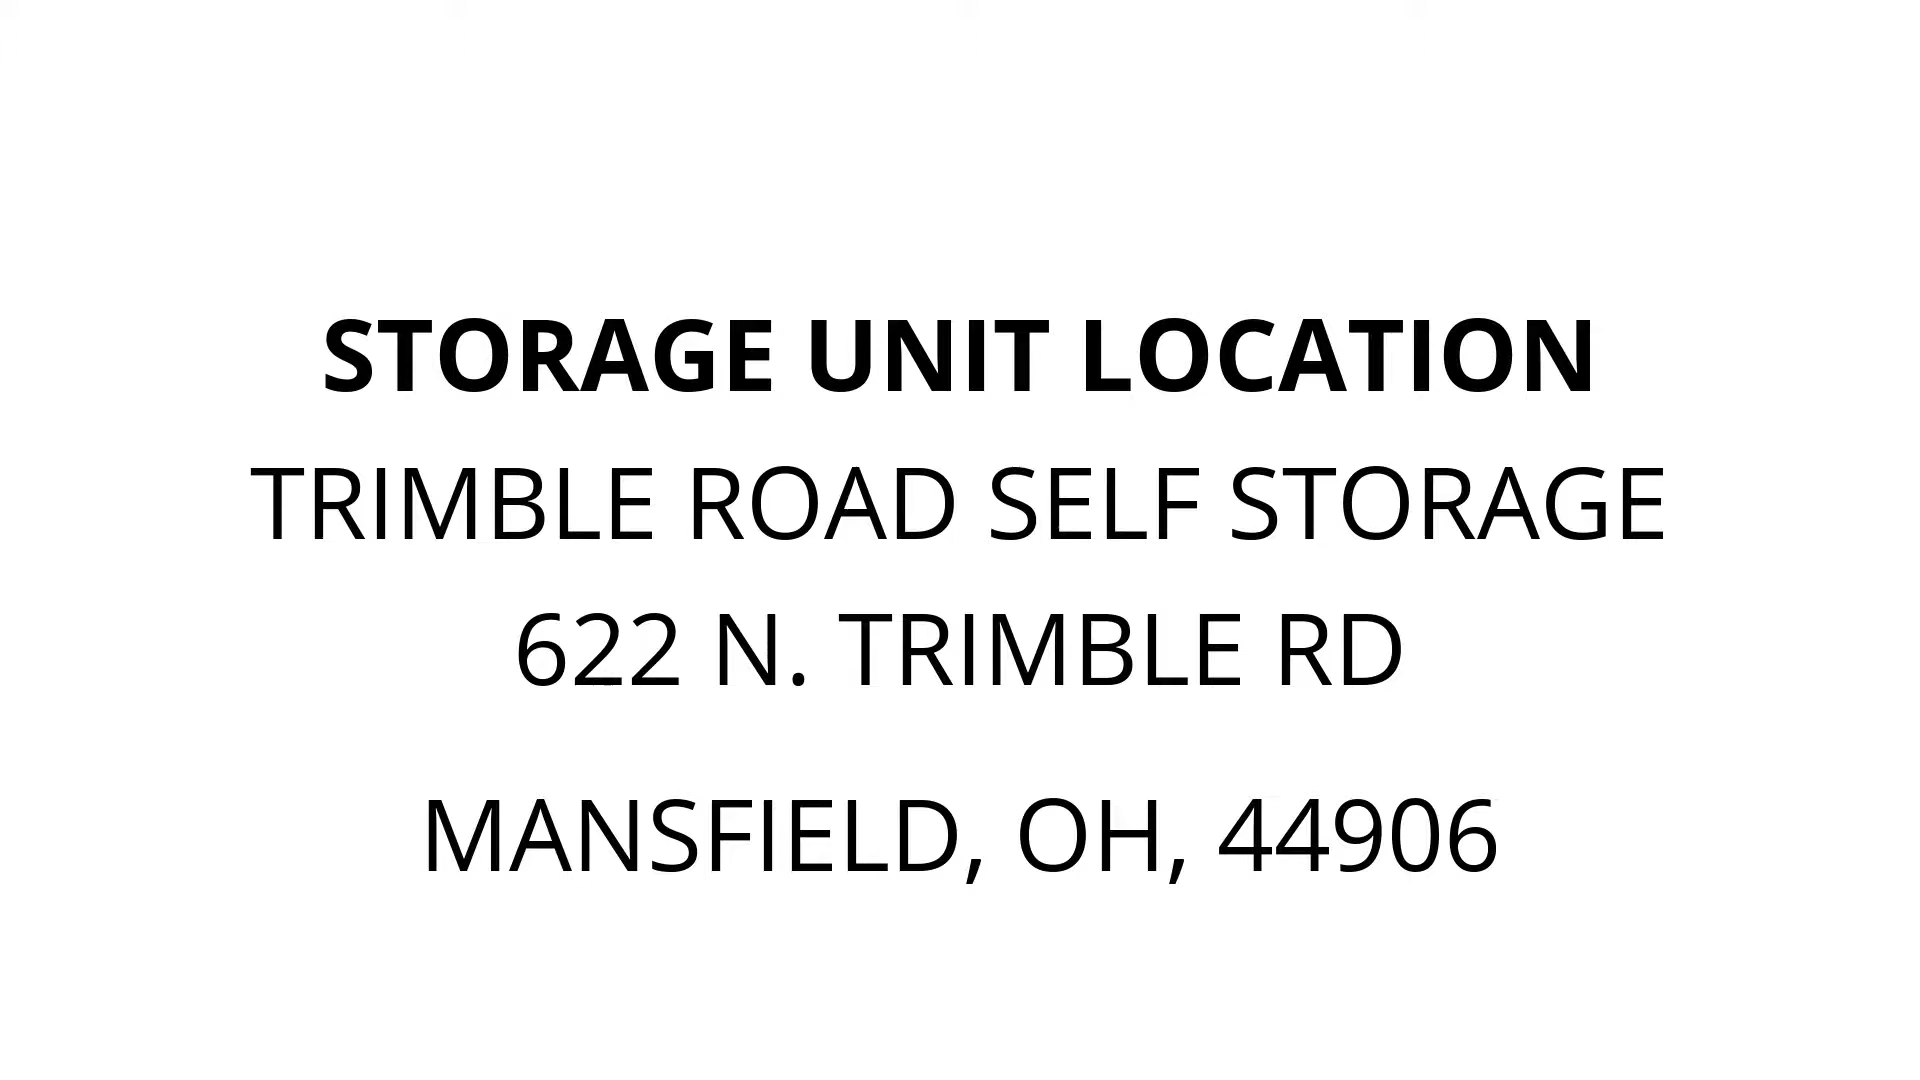 STORAGE UNIT LOCATION
TRIMBLE ROAD SELF STORAGE
622 N. TRIMBLE RD
MANSFIELD, OH, 44906